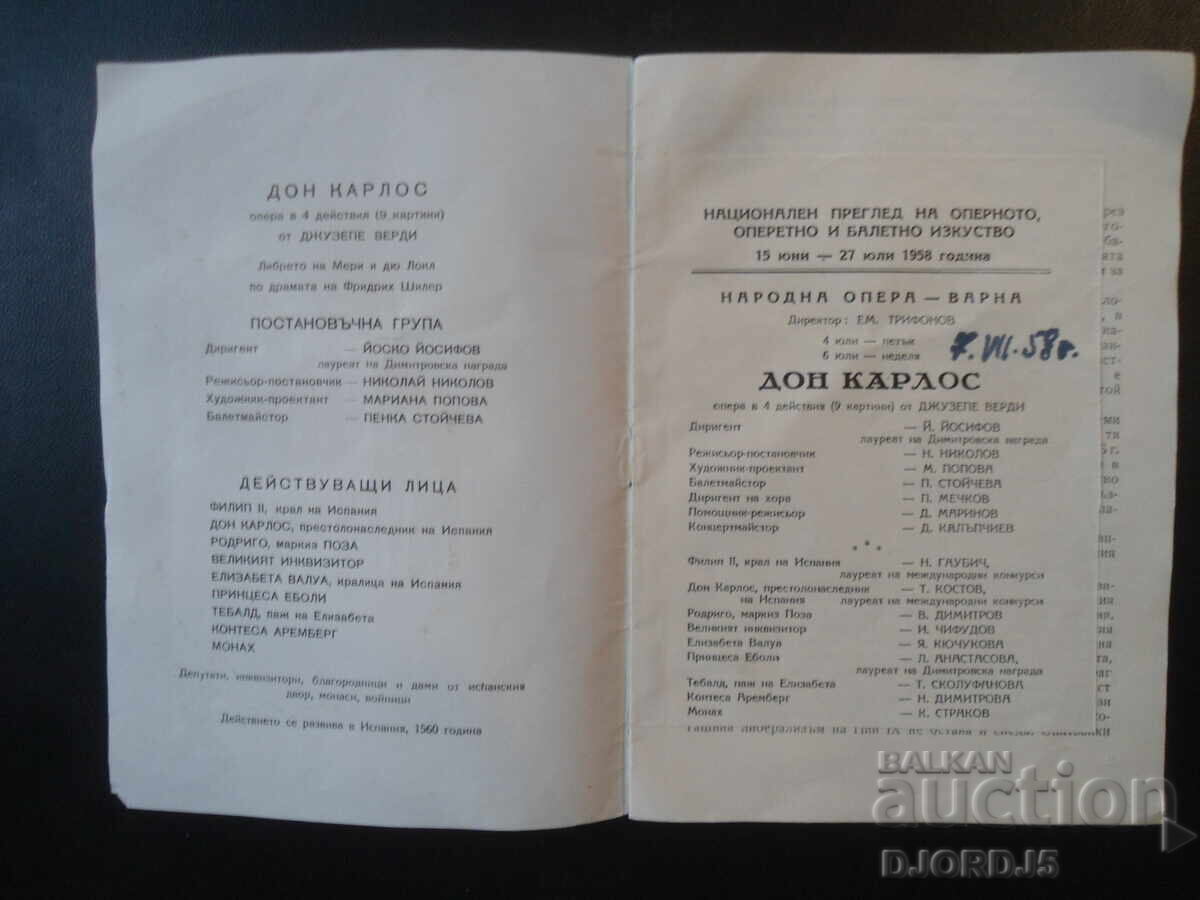 ДОН КАРЛОС
опера в 4 действия (9 картини)
от ДЖУЗЕПЕ ВЕРДИ
Либрето на Мери и дю Локл
по драмата на Фридрих Шилер
ПОСТАНОВЪЧНА ГРУПА
Диригент — ЙОСКО ЙОСИФОВ
лауреат на Димитровска награда
Режисьор-постановчик — НИКОЛАЙ НИКОЛОВ
Художник-проектант — МАРИАНА ПОПОВА
Балетмайстор — ПЕНКА СТОЙЧЕВА
ДЕЙСТВУВАЩИ ЛИЦА
ФИЛИП II, крал на Испания
ДОН КАРЛОС, престолонаследник на Испания
РОДРИГО, маркиз ПОЗА
ВЕЛИКИЯТ ИНКВИЗИТОР
ЕЛИЗАБЕТА ВАЛУА, кралица на Испания
ПРИНЦЕСА ЕБОЛИ
ТЕБАЛД, паж на Елизабета
КОНТЕСА АРЕМБЕРГ
МОНАХ
Депутати, инквизитори, благородници и дами от испанския
двор, монаси, войници
Действието се развива в Испания, 1560 година
НАЦИОНАЛЕН ПРЕГЛЕД НА ОПЕРНОТО,
ОПЕРЕТНО И БАЛЕТНО ИЗКУСТВО
15 юни — 27 юли 1958 година
НАРОДНА ОПЕРА — ВАРНА
Директор: ЕМ. ТРИФОНОВ
4 юли — петък
6 юли — неделя
7. VII. 58 г.
ДОН КАРЛОС
опера в 4 действия (9 картини) от ДЖУЗЕПЕ ВЕРДИ
Диригент — Й. ЙОСИФОВ
лауреат на Димитровска награда
Режисьор-постановчик — Н. НИКОЛОВ
Художник-проектант — М. ПОПОВА
Балетмайстор — П. СТОЙЧЕВА
Диригент на хора — П. МЕЧКОВ
Помощник-режисьор — Д. МАРИНОВ
Концертмайстор — Д. КАЛЪПЧИЕВ
* * *
Филип II, крал на Испания — Н. ГЛУБИЧ,
лауреат на международни конкурси
Дон Карлос, престолонаследник — Т. КОСТОВ,
на Испания лауреат на международни конкурси
Родриго, маркиз Поза — В. ДИМИТРОВ
Великият инквизитор — И. ЧИФУДОВ
Елизабета Валуа — Я. КЮЧУКОВА
Принцеса Еболи — Л. АНАСТАСОВА,
лауреат на Димитровска награда
Тебалд, паж на Елизабета — Т. СКОЛУФАНОВА
Контеса Аремберг — Н. ДИМИТРОВА
Монах — К. СТРАКОВ
BALKAN
auction
DJORDJ5